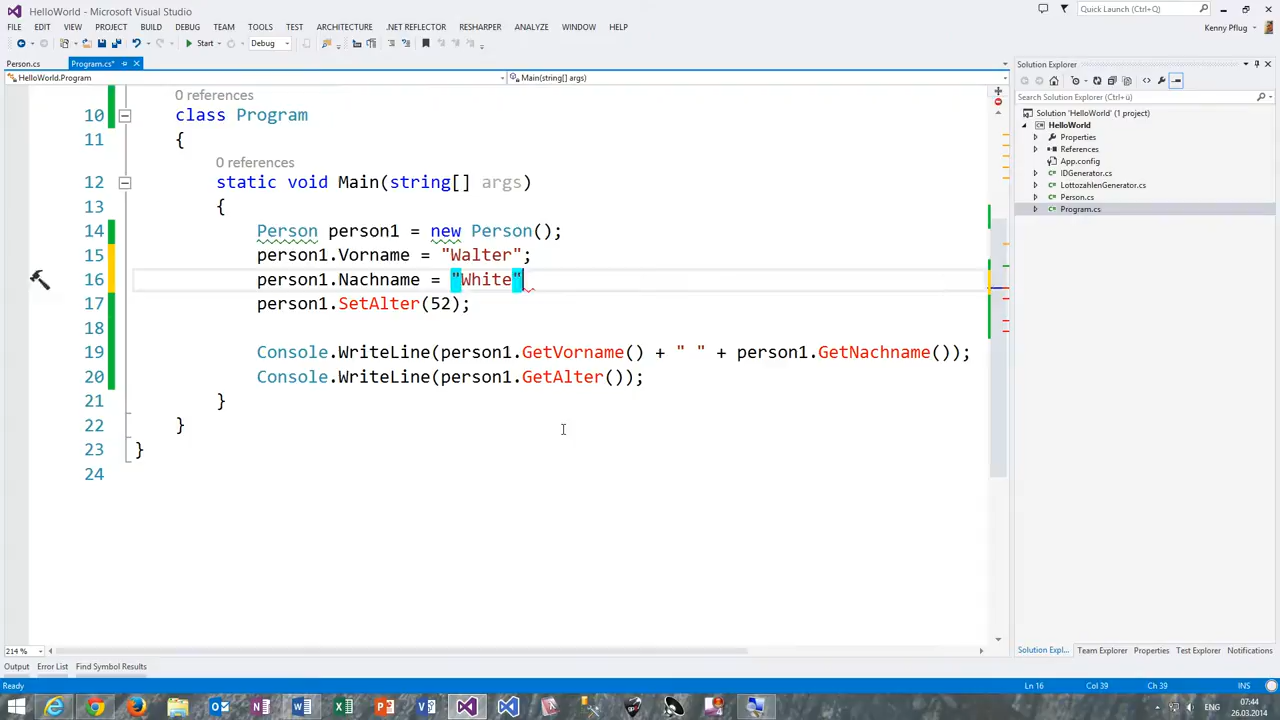 HelloWorld - Microsoft Visual Studio
Quick Launch (Ctrl+Q)
FILE EDIT VIEW PROJECT BUILD DEBUG TEAM TOOLS TEST ARCHITECTURE .NET REFLECTOR RESHARPER ANALYZE WINDOW HELP
Kenny Pflug
Start
Debug
Person.cs
Program.cs*
HelloWorld.Program
Main(string[] args)
0 references
10 class Program
11 {
0 references
12 static void Main(string[] args)
13 {
14 Person person1 = new Person();
15 person1.Vorname = "Walter";
16 person1.Nachname = "White"
17 person1.SetAlter(52);
18
19 Console.WriteLine(person1.GetVorname() + " " + person1.GetNachname());
20 Console.WriteLine(person1.GetAlter());
21 }
22 }
23 }
24
214 %
Solution Explorer
Search Solution Explorer (Ctrl+ü)
Solution 'HelloWorld' (1 project)
HelloWorld
Properties
References
App.config
IDGenerator.cs
LottozahlenGenerator.cs
Person.cs
Program.cs
Solution Expl... Team Explorer Properties Test Explorer Notifications
Output Error List Find Symbol Results
Ready
Ln 16 Col 39 Ch 39 INS
07:44
26.03.2014